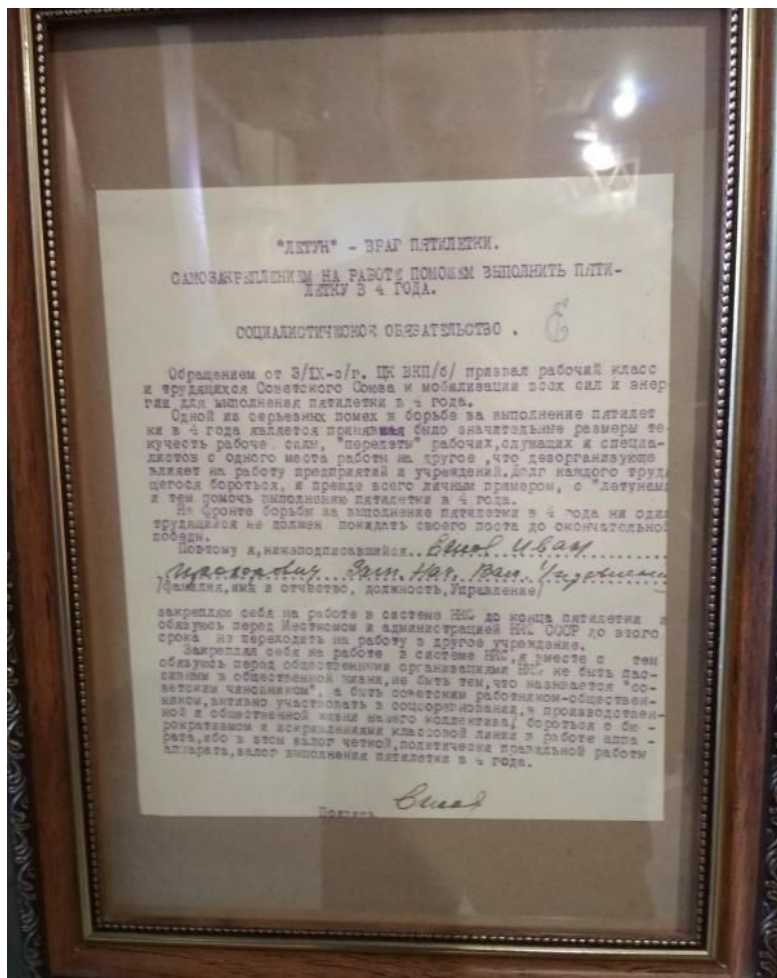 "ЛЕТУН" - ВРАГ ПЯТИЛЕТКИ.
САМОЗАКРЕПЛЕНИЕМ НА РАБОТЕ ПОМОЖЕМ ВЫПОЛНИТЬ ПЯТИ-
ЛЕТКУ В 4 ГОДА.
СОЦИАЛИСТИЧЕСКОЕ ОБЯЗАТЕЛЬСТВО .
Обращением от 3/IX-с/г. ЦК ВКП/б/ призвал рабочий класс
и трудящихся Советского Союза к мобилизации всех сил и энер
гии для выполнения пятилетки в 4 года.
Одной из серьезных помех в борьбе за выполнение пятилет
ки в 4 года является принявшая было значительные размеры те
кучесть рабоче силы, "перелеты" рабочих,служащих и специа-
листов с одного места работы на другое ,что дезорганизующе
влияет на работу предприятий и учреждений.Долг каждого трудя
щегося бороться, и прежде всего личным примером, с "летунами
и тем помочь выполнению пятилетки в 4 года.
На фронте борьбы за выполнение пятилетки в 4 года ни один
трудящийся не должен покидать своего поста до окончательной
победы.
Поэтому я,нижеподписавшийся.. Иван
Зам. Нач. Вал.
/фамилия,имя и отчество, должность,Управление/
закрепляю себя на работе в системе до конца пятилетки и
обязуюсь перед Месткомом и администрацией СССР до этого
срока не переходить на работу в другое учреждение.
Закрепляя себя на работе в системе ,я вместе с тем
обязуюсь перед общественными организациями не быть пас-
сивным в общественной жизни,не быть тем,что называется "со-
ветским чиновником", а быть советским работником-обществен-
ником,активно участвовать в соцсоревновании,в производствен-
ной и общественной жизни нашего коллектива, бороться с бю -
рократизмом и искривлениями классовой линии в работе аппа -
рата,ибо в этом залог четкой,политически правильной работы
аппарата,залог выполнения пятилетки в 4 года.
Подпись